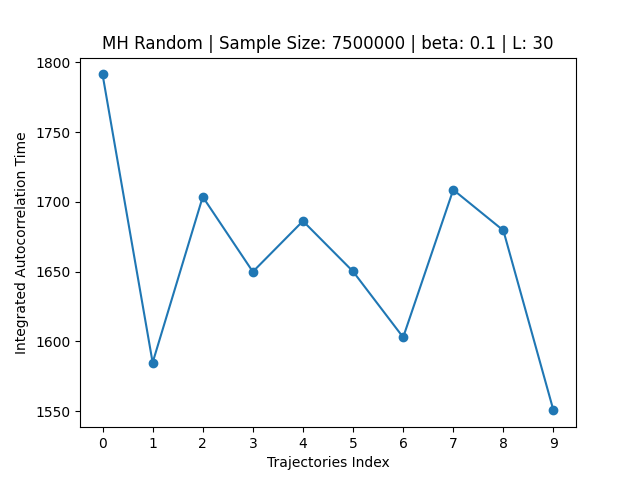 MH Random | Sample Size: 7500000 | beta: 0.1 | L: 30
1800
1750
1700
1650
1600
1550
Integrated Autocorrelation Time
0 1 2 3 4 5 6 7 8 9
Trajectories Index